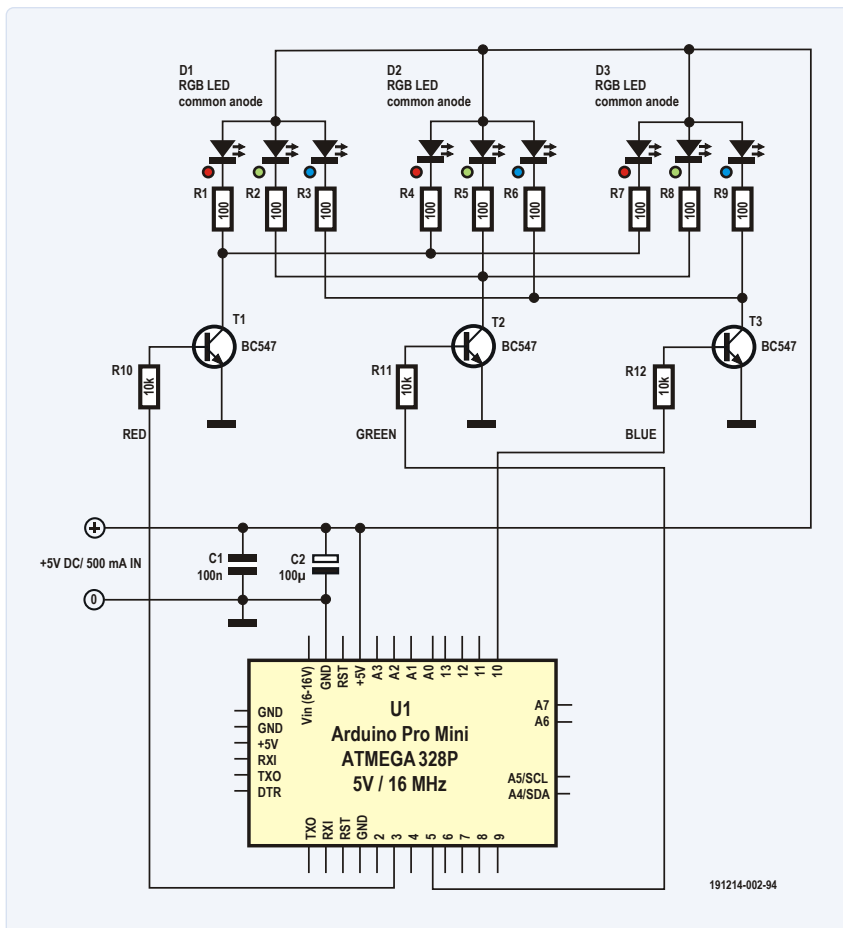 D1
RGB LED
common anode
D2
RGB LED
common anode
D3
RGB LED
common anode
R1
R2
R3
R4
R5
R6
R7
R8
R9
100
100
100
100
100
100
100
100
100
T1
BC547
T2
BC547
T3
BC547
R10
10k
R11
10k
R12
10k
RED
GREEN
BLUE
+
+5V DC/ 500 mA IN
0
C1
100n
C2
100µ
Vin (6-16V)
GND
RST
+5V
A3
A2
A1
A0
13
12
11
10
GND
GND
+5V
RXI
TXO
DTR
U1
Arduino Pro Mini
ATMEGA 328P
5V / 16 MHz
A7
A6
A5/SCL
A4/SDA
TXO
RXI
RST
GND
2
3
4
5
6
7
8
9
191214-002-94